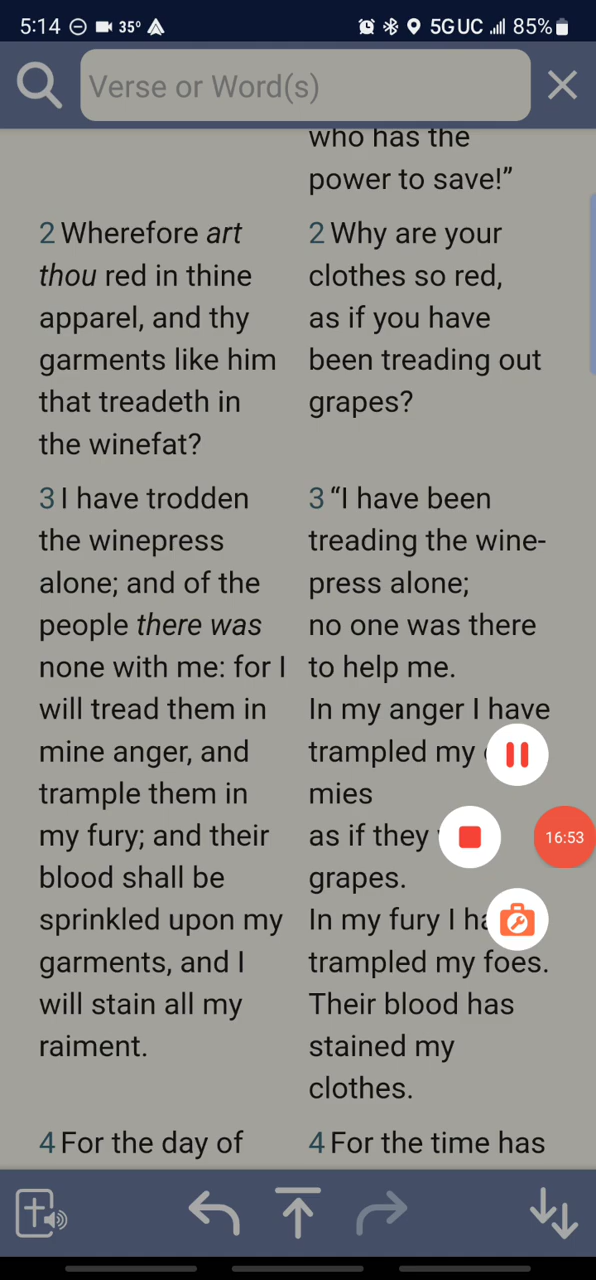 5:14 35° 5G UC 85%
Verse or Word(s)
2 Wherefore art
thou red in thine
apparel, and thy
garments like him
that treadeth in
the winefat?
3 I have trodden
the winepress
alone; and of the
people there was
none with me: for I
will tread them in
mine anger, and
trample them in
my fury; and their
blood shall be
sprinkled upon my
garments, and I
will stain all my
raiment.
4 For the day of
who has the
power to save!”
2 Why are your
clothes so red,
as if you have
been treading out
grapes?
3 “I have been
treading the wine-
press alone;
no one was there
to help me.
In my anger I have
trampled my
mies
as if they
grapes.
In my fury I ha
trampled my foes.
Their blood has
stained my
clothes.
4 For the time has
16:53